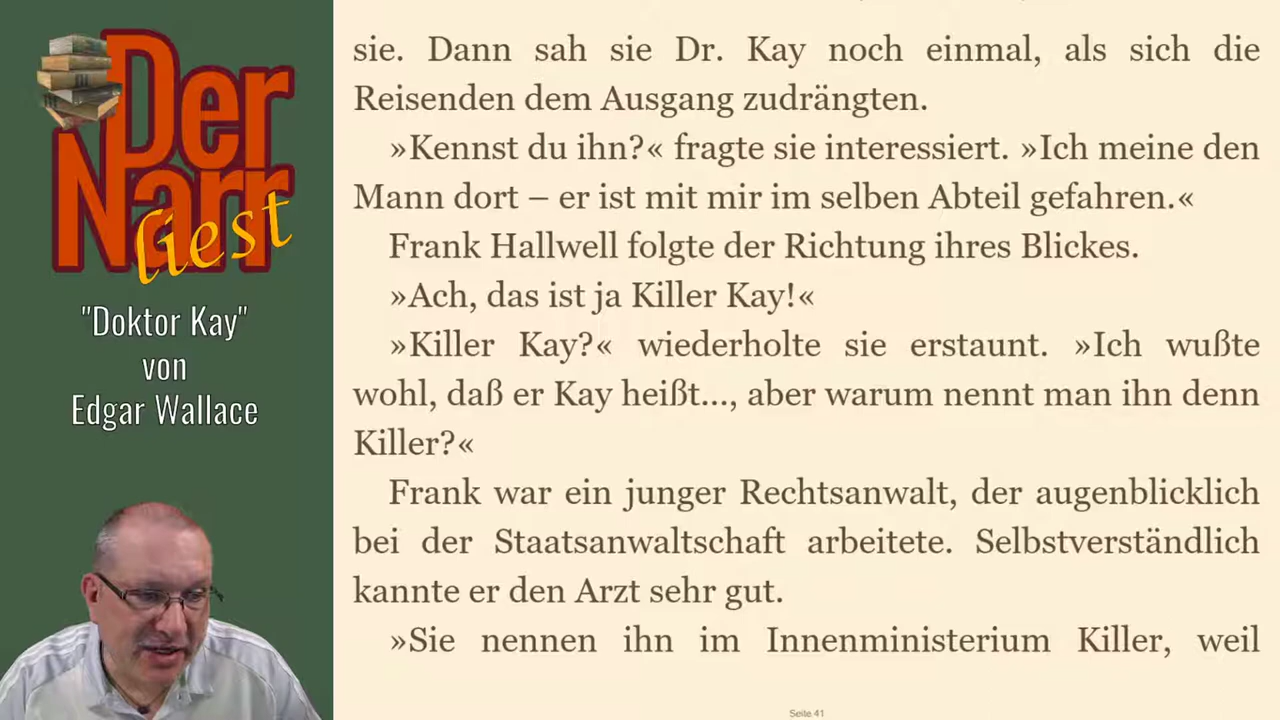 Der
Narr
liest
"Doktor Kay"
von
Edgar Wallace
sie. Dann sah sie Dr. Kay noch einmal, als sich die
Reisenden dem Ausgang zudrängten.
»Kennst du ihn?« fragte sie interessiert. »Ich meine den
Mann dort – er ist mit mir im selben Abteil gefahren.«
Frank Hallwell folgte der Richtung ihres Blickes.
»Ach, das ist ja Killer Kay!«
»Killer Kay?« wiederholte sie erstaunt. »Ich wußte
wohl, daß er Kay heißt..., aber warum nennt man ihn denn
Killer?«
Frank war ein junger Rechtsanwalt, der augenblicklich
bei der Staatsanwaltschaft arbeitete. Selbstverständlich
kannte er den Arzt sehr gut.
»Sie nennen ihn im Innenministerium Killer, weil
Seite 41